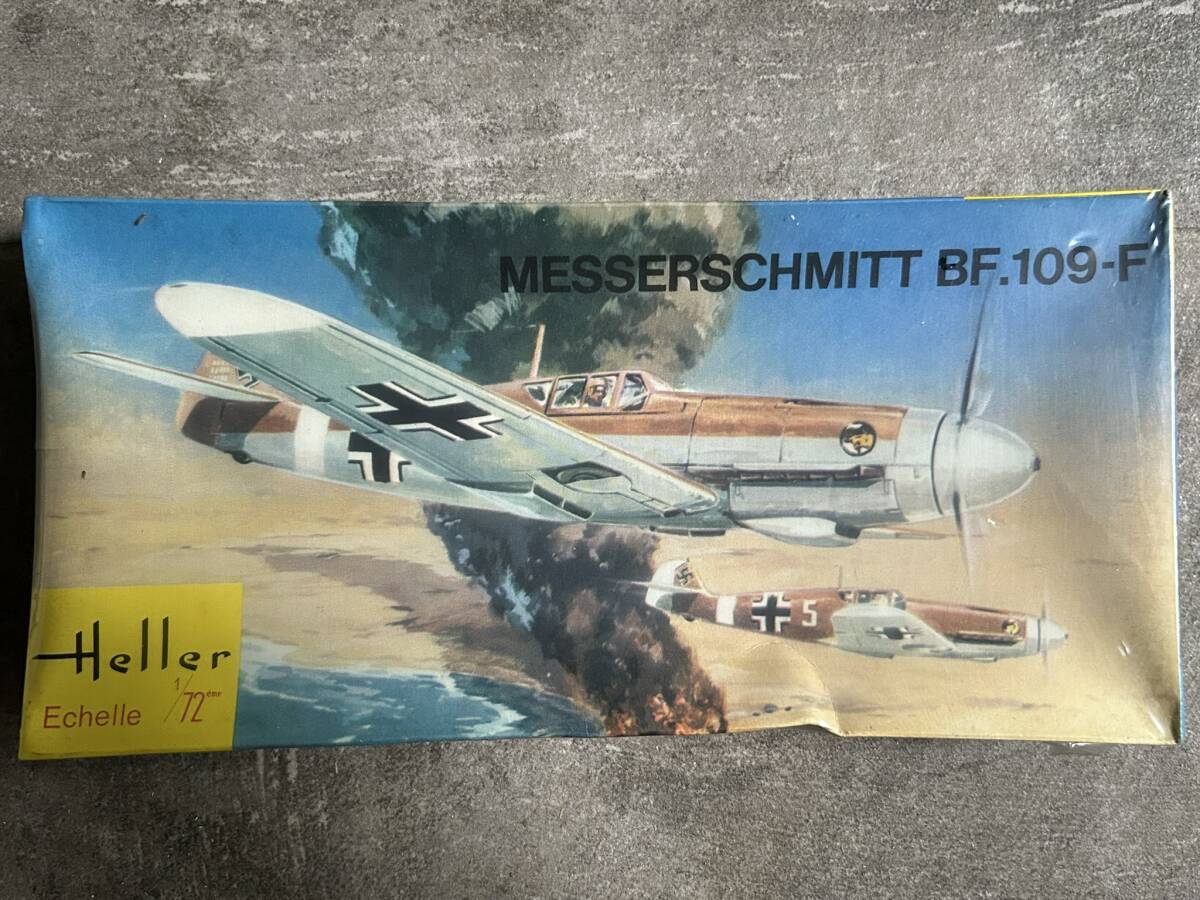 MESSERSCHMITT BF.109-F
5
Heller
Echelle 1/72ème